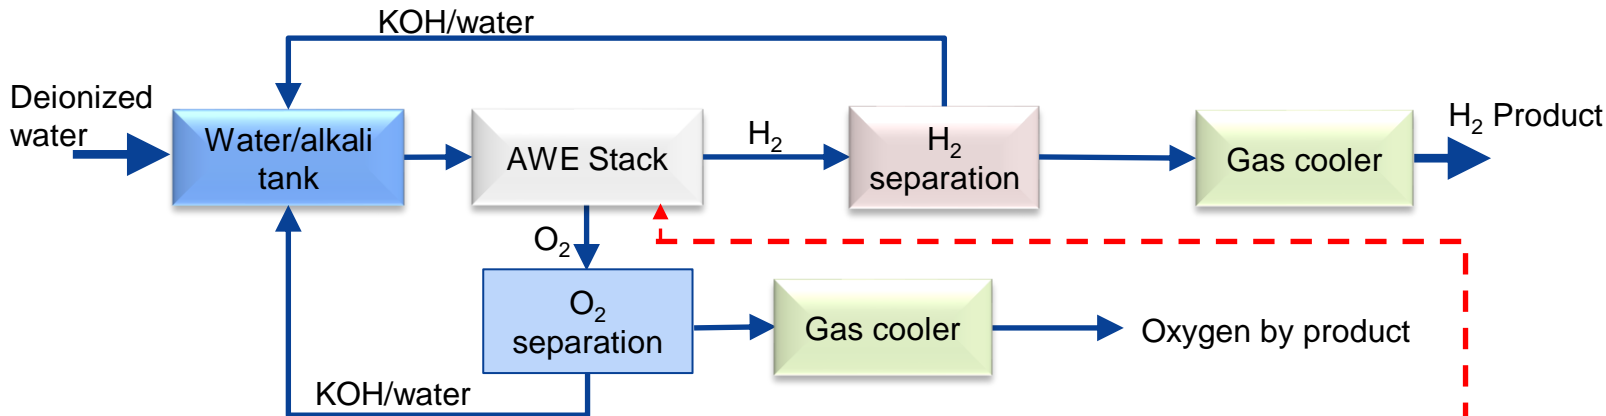 KOH/water
Deionized
water
Water/alkali
tank
AWE Stack
H₂
H₂
separation
Gas cooler
H₂ Product
O₂
O₂
separation
Gas cooler
Oxygen by product
KOH/water